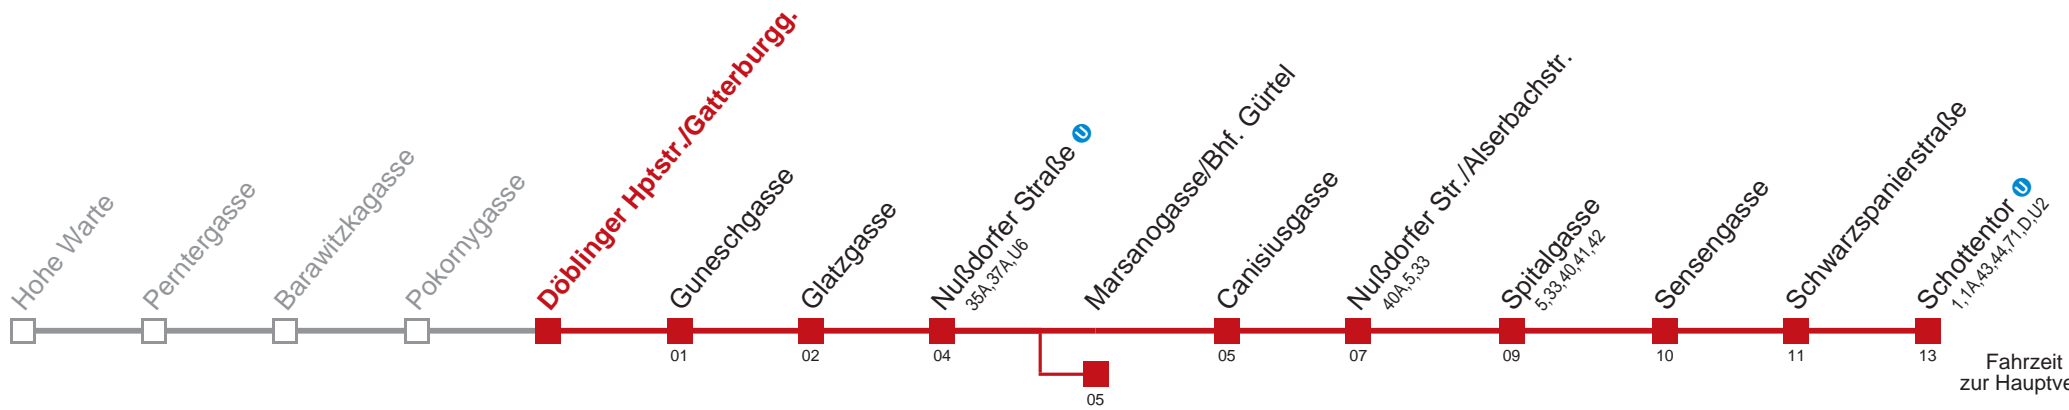 Hohe Warte
Perntergasse
Barawitzkagasse
Pokornygasse
Döblinger Hptstr./Gatterburgg.
Guneschgasse
Glatzgasse
Nußdorfer Straße U
35A,37A,U6
Marsanogasse/Bhf. Gürtel
Canisiusgasse
Nußdorfer Str./Alserbachstr.
40A,5,33
Spitalgasse
5,33,40,41,42
Sensengasse
Schwarzspanierstraße
Schottentor U
1,1A,43,44,71,D,U2
01
02
04
05
05
07
09
10
11
13
Fahrzeit
zur Hauptve